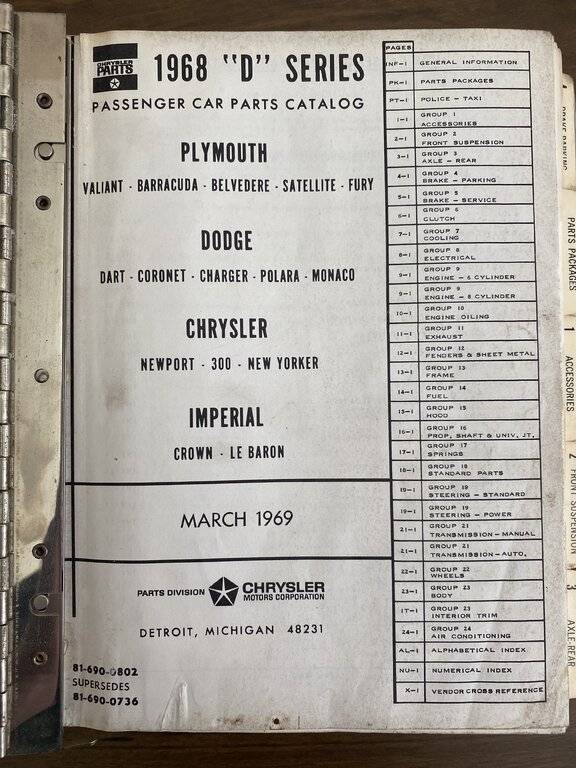 CHRYSLER
PARTS
1968 "D" SERIES
PASSENGER CAR PARTS CATALOG
PLYMOUTH
VALIANT - BARRACUDA - BELVEDERE - SATELLITE - FURY
DODGE
DART - CORONET - CHARGER - POLARA - MONACO
CHRYSLER
NEWPORT - 300 - NEW YORKER
IMPERIAL
CROWN - LE BARON
MARCH 1969
PARTS DIVISION CHRYSLER
MOTORS CORPORATION
DETROIT, MICHIGAN 48231
81-690-0802
SUPERSEDES
81-690-0736
PAGES
INF-1 GENERAL INFORMATION
PK-1 PARTS PACKAGES
PT-1 POLICE - TAXI
1-1 GROUP 1
ACCESSORIES
2-1 GROUP 2
FRONT SUSPENSION
3-1 GROUP 3
AXLE - REAR
4-1 GROUP 4
BRAKE - PARKING
5-1 GROUP 5
BRAKE - SERVICE
6-1 GROUP 6
CLUTCH
7-1 GROUP 7
COOLING
8-1 GROUP 8
ELECTRICAL
9-1 GROUP 9
ENGINE - 6 CYLINDER
9-1 GROUP 9
ENGINE - 8 CYLINDER
10-1 GROUP 10
ENGINE OILING
11-1 GROUP 11
EXHAUST
12-1 GROUP 12
FENDERS & SHEET METAL
13-1 GROUP 13
FRAME
14-1 GROUP 14
FUEL
15-1 GROUP 15
HOOD
16-1 GROUP 16
PROP. SHAFT & UNIV. JT.
17-1 GROUP 17
SPRINGS
18-1 GROUP 18
STANDARD PARTS
19-1 GROUP 19
STEERING - STANDARD
19-1 GROUP 19
STEERING - POWER
21-1 GROUP 21
TRANSMISSION - MANUAL
21-1 GROUP 21
TRANSMISSION - AUTO.
22-1 GROUP 22
WHEELS
23-1 GROUP 23
BODY
IT-1 GROUP 23
INTERIOR TRIM
24-1 GROUP 24
AIR CONDITIONING
AL-1 ALPHABETICAL INDEX
NU-1 NUMERICAL INDEX
X-1 VENDOR CROSS REFERENCE
PARTS PACKAGES
1 ACCESSORIES
2 FRONT SUSPENSION
3 AXLE-REAR